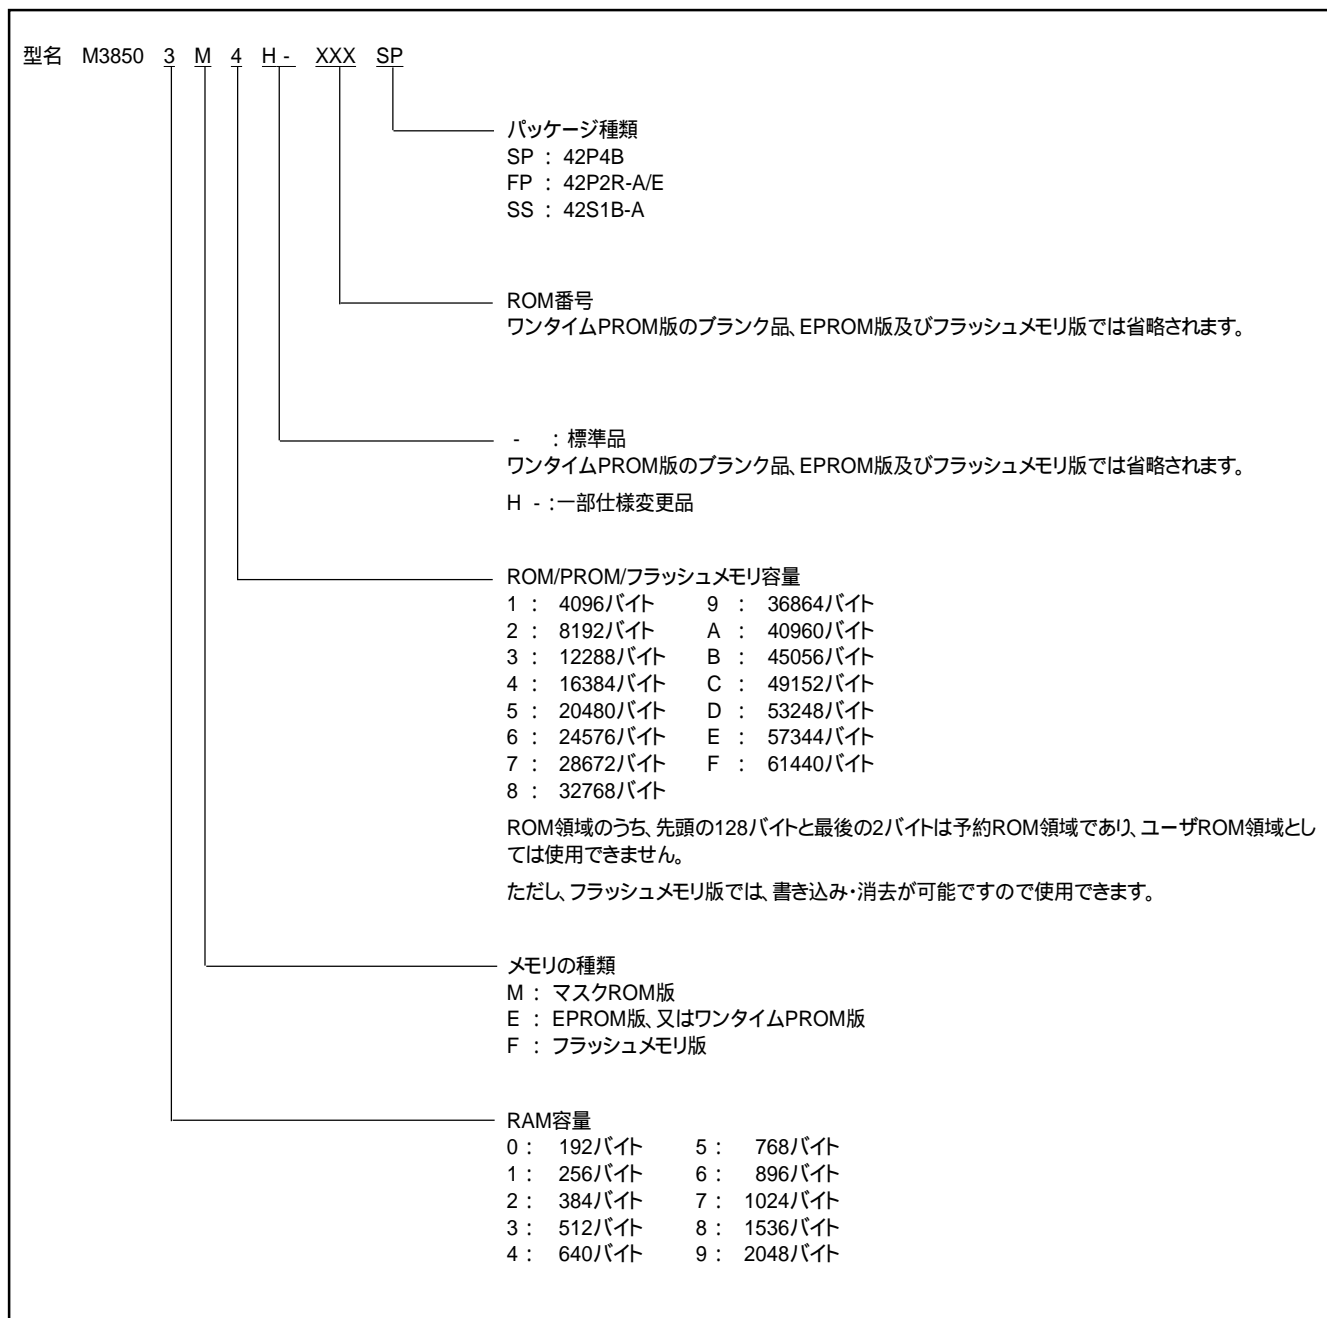 型名 M3850 3 M 4 H - XXX SP
パッケージ種類
SP : 42P4B
FP : 42P2R-A/E
SS : 42S1B-A
ROM番号
ワンタイムPROM版のブランク品、EPROM版及びフラッシュメモリ版では省略されます。
- : 標準品
ワンタイムPROM版のブランク品、EPROM版及びフラッシュメモリ版では省略されます。
H - :一部仕様変更品
ROM/PROM/フラッシュメモリ容量
1 : 4096バイト 9 : 36864バイト
2 : 8192バイト A : 40960バイト
3 : 12288バイト B : 45056バイト
4 : 16384バイト C : 49152バイト
5 : 20480バイト D : 53248バイト
6 : 24576バイト E : 57344バイト
7 : 28672バイト F : 61440バイト
8 : 32768バイト
ROM領域のうち、先頭の128バイトと最後の2バイトは予約ROM領域であり、ユーザROM領域とし
ては使用できません。
ただし、フラッシュメモリ版では、書き込み・消去が可能ですので使用できます。
メモリの種類
M : マスクROM版
E : EPROM版、又はワンタイムPROM版
F : フラッシュメモリ版
RAM容量
0 : 192バイト 5 : 768バイト
1 : 256バイト 6 : 896バイト
2 : 384バイト 7 : 1024バイト
3 : 512バイト 8 : 1536バイト
4 : 640バイト 9 : 2048バイト